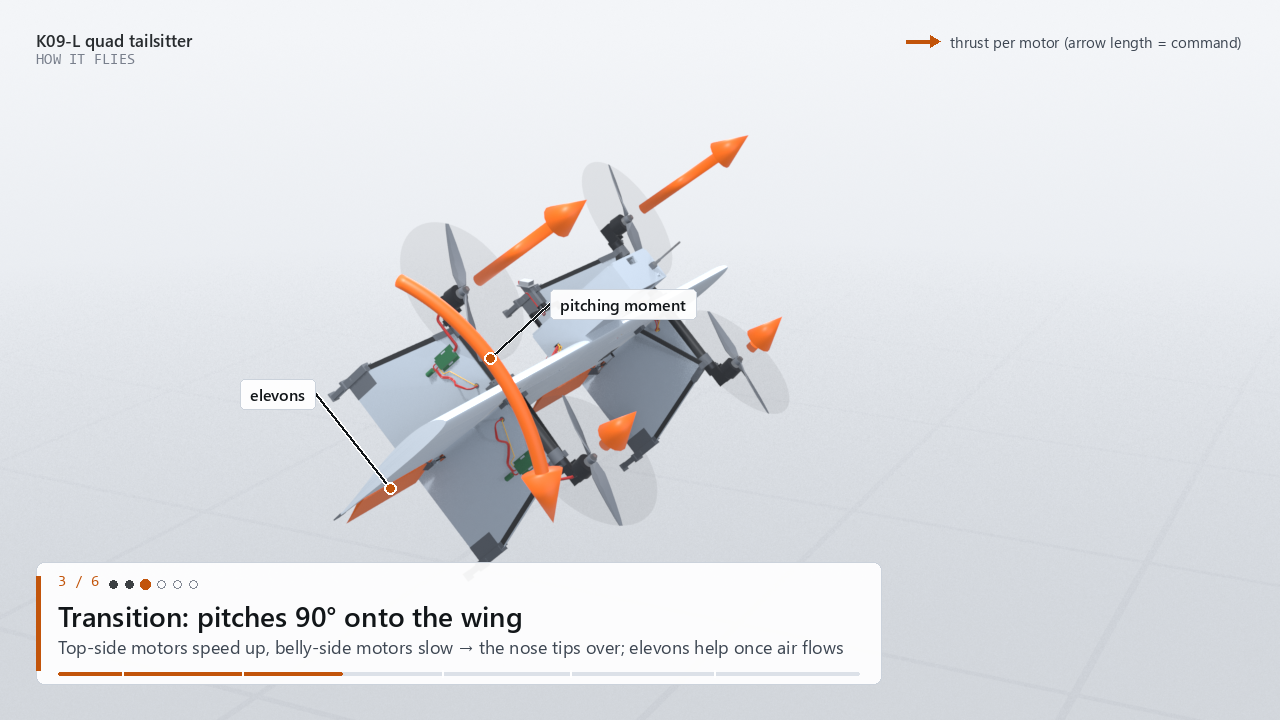 K09-L quad tailsitter
HOW IT FLIES
thrust per motor (arrow length = command)
pitching moment
elevons
3 / 6
Transition: pitches 90° onto the wing
Top-side motors speed up, belly-side motors slow → the nose tips over; elevons help once air flows